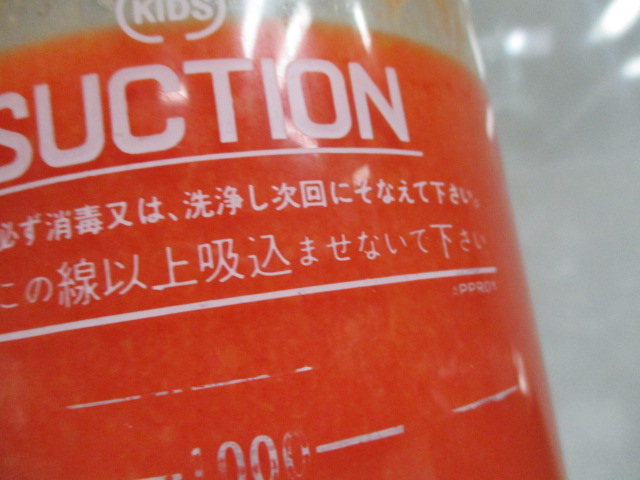 KIDS
SUCTION
必ず消毒又は、洗浄し次回にそなえて下さい。
この線以上吸込ませないで下さい
APPROX
1000